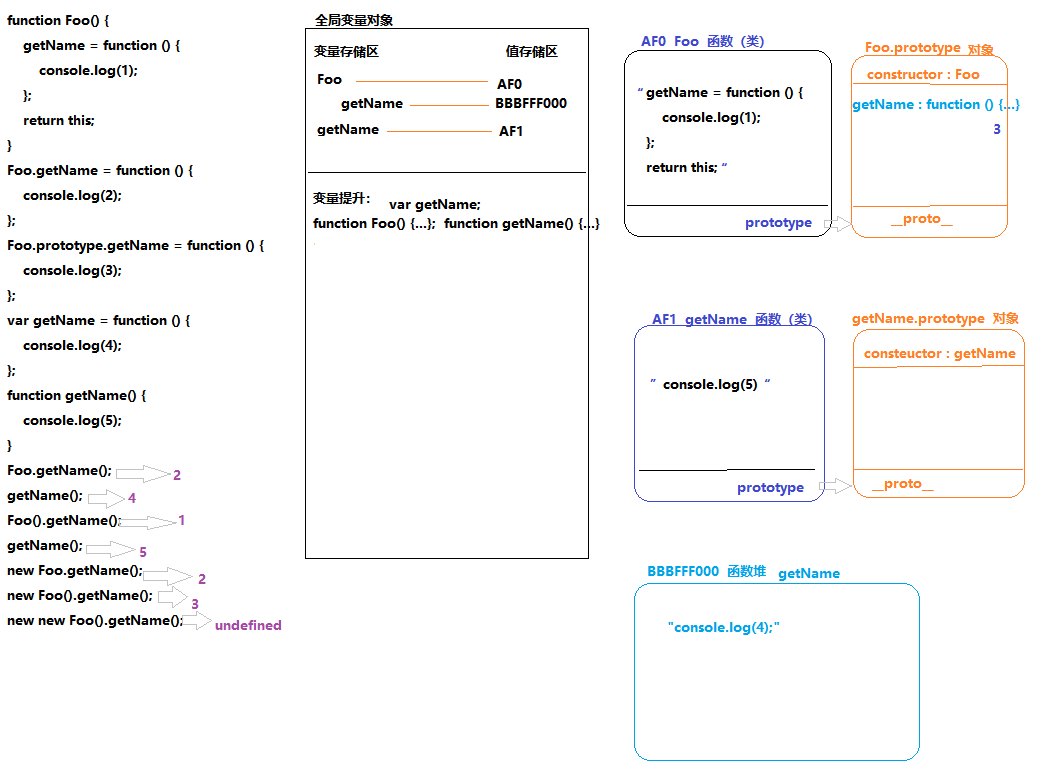 function Foo() {
getName = function () {
console.log(1);
};
return this;
}
Foo.getName = function () {
console.log(2);
};
Foo.prototype.getName = function () {
console.log(3);
};
var getName = function () {
console.log(4);
};
function getName() {
console.log(5);
}
Foo.getName(); 2
getName(); 4
Foo().getName(); 1
getName(); 5
new Foo.getName(); 2
new Foo().getName(); 3
new new Foo().getName(); undefined
全局变量对象
变量存储区 值存储区
Foo AF0
getName BBBFFF000
getName AF1
变量提升: var getName;
function Foo() {...}; function getName() {...}
AF0 Foo 函数（类）
“ getName = function () {
console.log(1);
};
return this; “
prototype
Foo.prototype 对象
constructor : Foo
getName : function () {...}
3
__proto__
AF1 getName 函数（类）
” console.log(5) “
prototype
getName.prototype 对象
consteuctor : getName
__proto__
BBBFFF000 函数堆 getName
"console.log(4);"